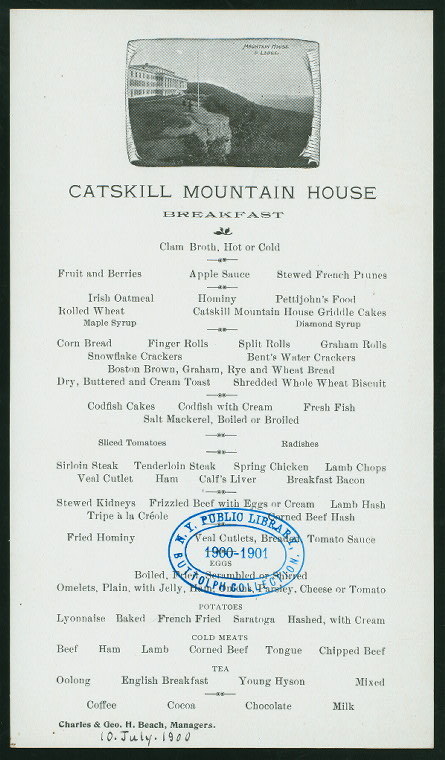 MOUNTAIN HOUSE
& LEDGE.
CATSKILL MOUNTAIN HOUSE
BREAKFAST
Clam Broth, Hot or Cold
Fruit and Berries Apple Sauce Stewed French Prunes
Irish Oatmeal Hominy Pettijohn's Food
Rolled Wheat Catskill Mountain House Griddle Cakes
Maple Syrup Diamond Syrup
Corn Bread Finger Rolls Split Rolls Graham Rolls
Snowflake Crackers Bent's Water Crackers
Boston Brown, Graham, Rye and Wheat Bread
Dry, Buttered and Cream Toast Shredded Whole Wheat Biscuit
Codfish Cakes Codfish with Cream Fresh Fish
Salt Mackerel, Boiled or Broiled
Sliced Tomatoes Radishes
Sirloin Steak Tenderloin Steak Spring Chicken Lamb Chops
Veal Cutlet Ham Calf's Liver Breakfast Bacon
Stewed Kidneys Frizzled Beef with Eggs or Cream Lamb Hash
Tripe à la Créole Corned Beef Hash
Fried Hominy Veal Cutlets, Breaded, Tomato Sauce
N.Y. PUBLIC LIBRARY,
1900-1901
BUTTOLPH COLLECTION.
EGGS
Boiled, Fried, Scrambled or Shirred
Omelets, Plain, with Jelly, Ham, Onions, Parsley, Cheese or Tomato
POTATOES
Lyonnaise Baked French Fried Saratoga Hashed, with Cream
COLD MEATS
Beef Ham Lamb Corned Beef Tongue Chipped Beef
TEA
Oolong English Breakfast Young Hyson Mixed
Coffee Cocoa Chocolate Milk
Charles & Geo. H. Beach, Managers.
10. July. 1900